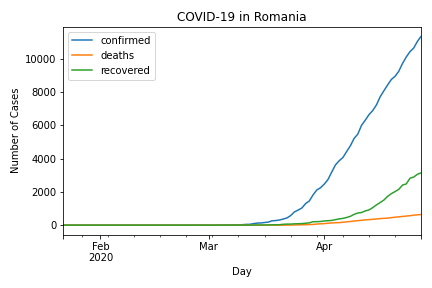 COVID-19 in Romania
confirmed
deaths
recovered
Number of Cases
10000
8000
6000
4000
2000
0
Feb
2020
Mar
Apr
Day